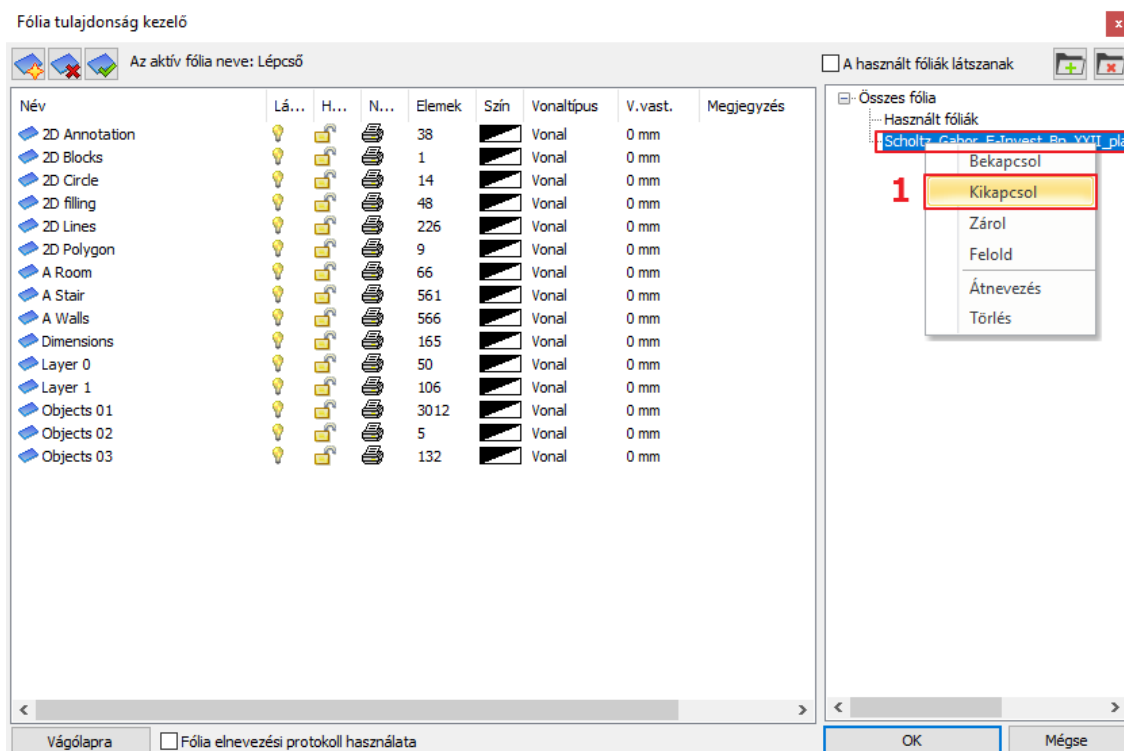 Fólia tulajdonság kezelő
x
Az aktív fólia neve: Lépcső
A használt fóliák látszanak
Név Lá... H... N... Elemek Szín Vonaltípus V.vast. Megjegyzés
2D Annotation 38 Vonal 0 mm
2D Blocks 1 Vonal 0 mm
2D Circle 14 Vonal 0 mm
2D filling 48 Vonal 0 mm
2D Lines 226 Vonal 0 mm
2D Polygon 9 Vonal 0 mm
A Room 66 Vonal 0 mm
A Stair 561 Vonal 0 mm
A Walls 566 Vonal 0 mm
Dimensions 165 Vonal 0 mm
Layer 0 50 Vonal 0 mm
Layer 1 106 Vonal 0 mm
Objects 01 3012 Vonal 0 mm
Objects 02 5 Vonal 0 mm
Objects 03 132 Vonal 0 mm
Összes fólia
Használt fóliák
Scholtz_Gabor_E-Invest_Bp_XXII_pla
1
Bekapcsol
Kikapcsol
Zárol
Felold
Átnevezés
Törlés
Vágólapra
Fólia elnevezési protokoll használata
OK
Mégse